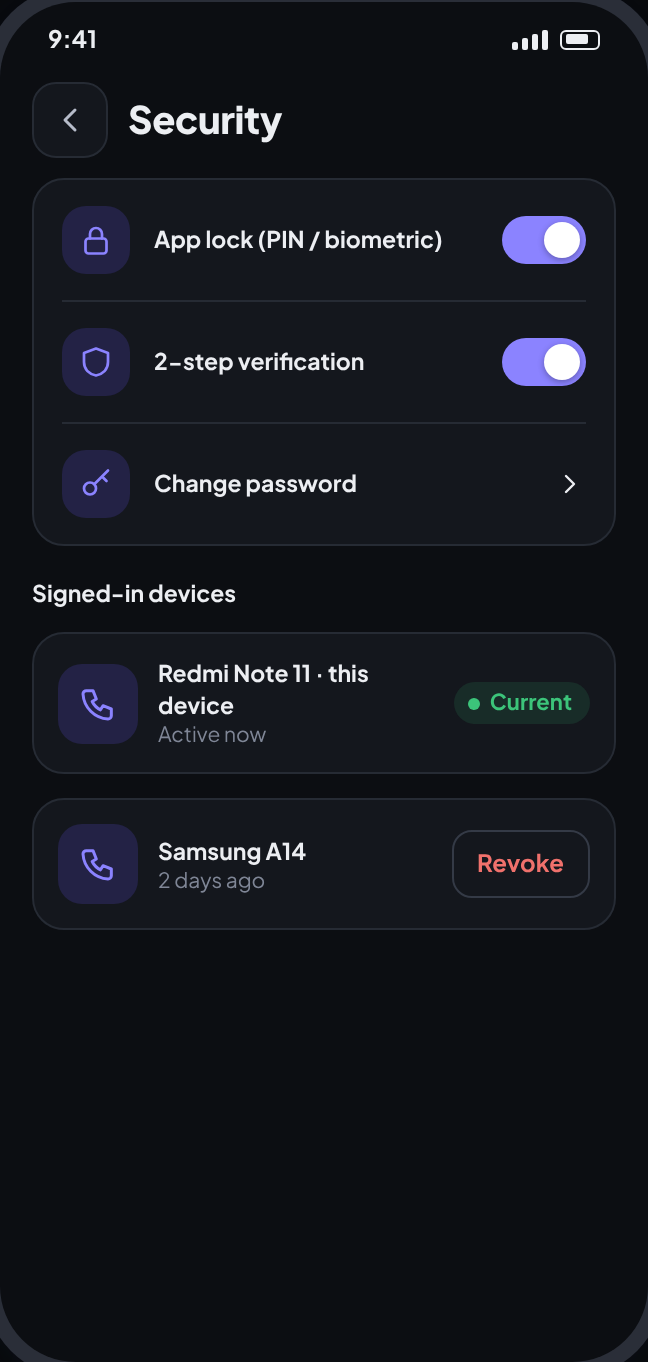 9:41
Security
App lock (PIN / biometric)
2-step verification
Change password
Signed-in devices
Redmi Note 11 · this
device
Active now
Current
Samsung A14
2 days ago
Revoke